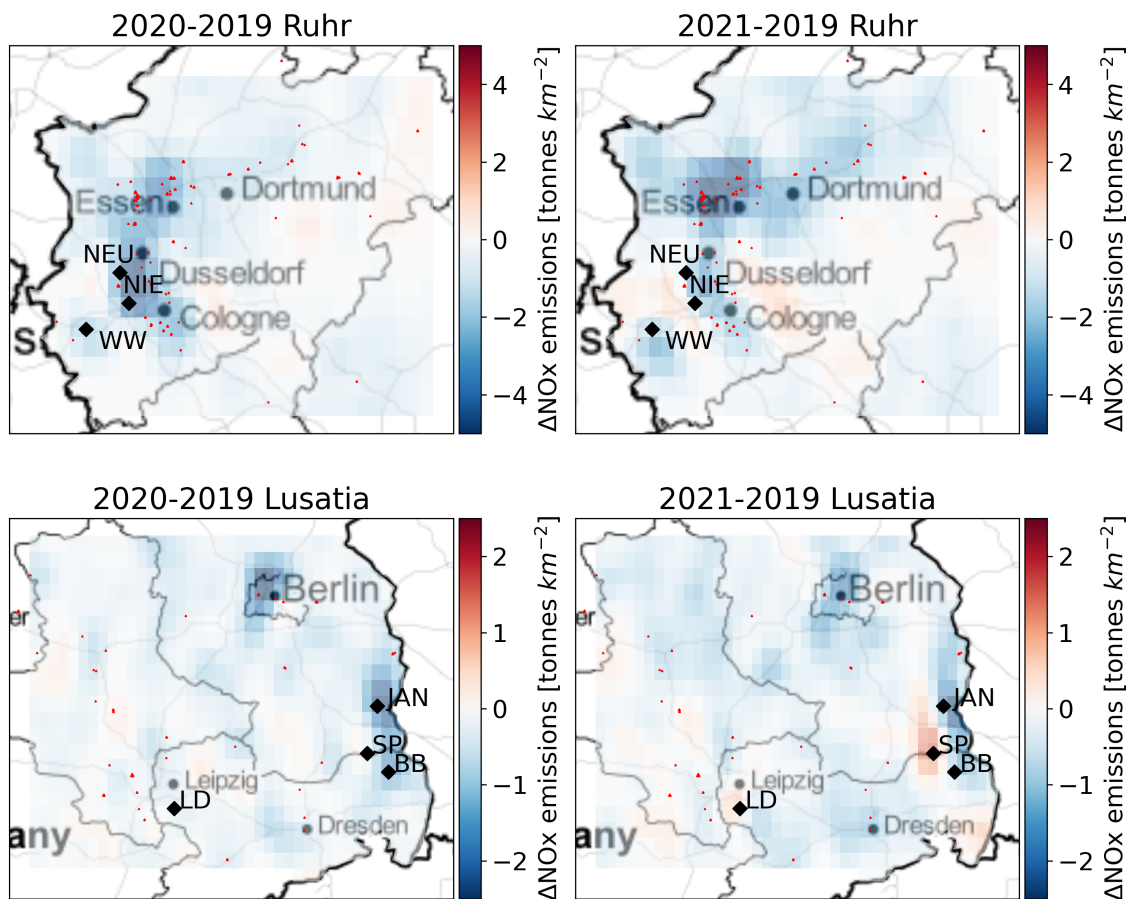 2020-2019 Ruhr
2021-2019 Ruhr
Essen
Dortmund
NEU
Dusseldorf
NIE
Cologne
WW
S
4
2
0
−2
−4
ΔNOx emissions [tonnes km⁻²]
Essen
Dortmund
NEU
Dusseldorf
NIE
Cologne
WW
S
4
2
0
−2
−4
ΔNOx emissions [tonnes km⁻²]
2020-2019 Lusatia
2021-2019 Lusatia
Berlin
er
JAN
SP
BB
Leipzig
LD
Dresden
any
2
1
0
−1
−2
ΔNOx emissions [tonnes km⁻²]
Berlin
er
JAN
SP
BB
Leipzig
LD
Dresden
any
2
1
0
−1
−2
ΔNOx emissions [tonnes km⁻²]